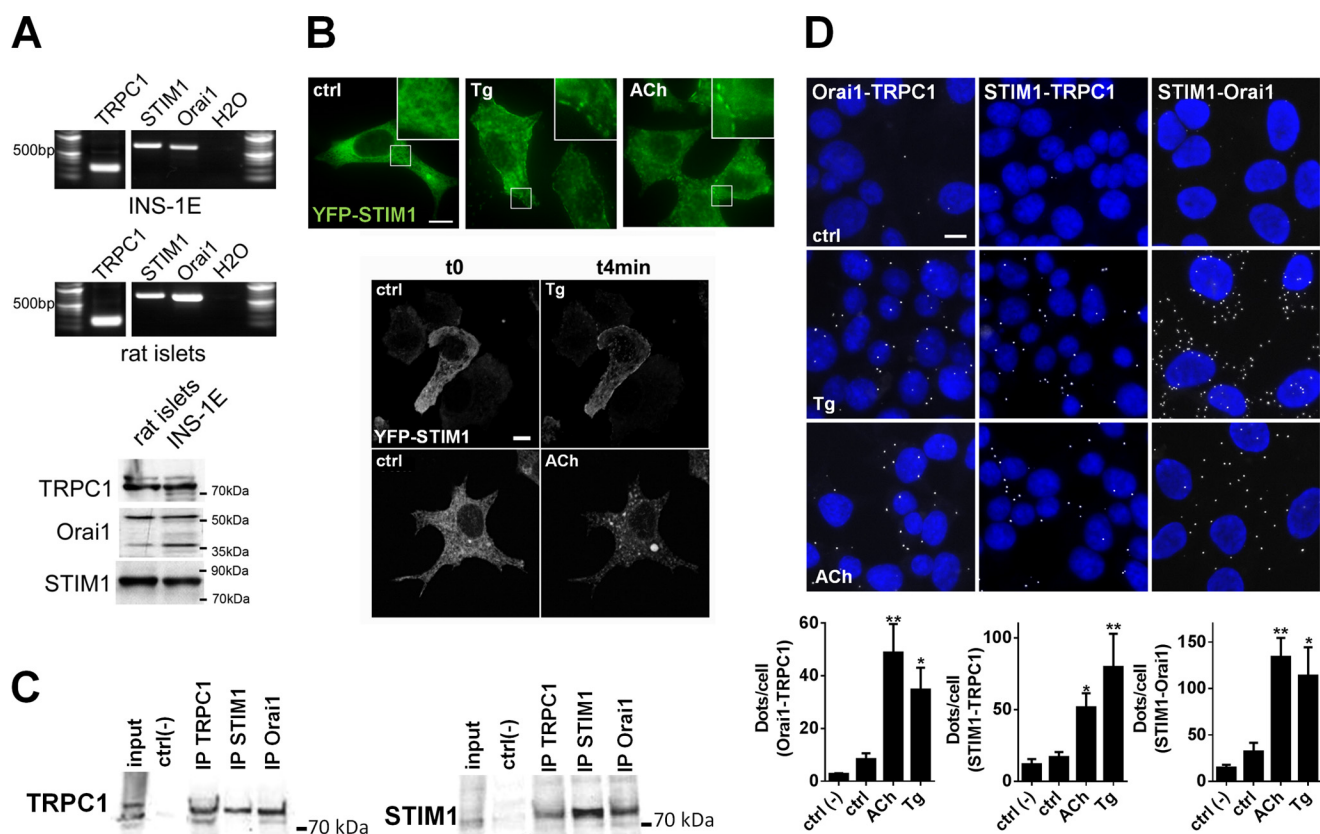 A
TRPC1
STIM1
Orai1
H2O
500bp
INS-1E
TRPC1
STIM1
Orai1
H2O
500bp
rat islets
rat islets
INS-1E
TRPC1
70kDa
Orai1
50kDa
35kDa
STIM1
90kDa
70kDa
B
ctrl
Tg
ACh
YFP-STIM1
t0
t4min
ctrl
Tg
YFP-STIM1
ctrl
ACh
C
input
ctrl(-)
IP TRPC1
IP STIM1
IP Orai1
TRPC1
70 kDa
input
ctrl(-)
IP TRPC1
IP STIM1
IP Orai1
STIM1
70 kDa
D
Orai1-TRPC1
STIM1-TRPC1
STIM1-Orai1
ctrl
Tg
ACh
Dots/cell
(Orai1-TRPC1)
60
40
20
0
**
*
ctrl (-)
ctrl
ACh
Tg
Dots/cell
(STIM1-TRPC1)
100
50
0
*
**
ctrl (-)
ctrl
ACh
Tg
Dots/cell
(STIM1-Orai1)
150
100
50
0
**
*
ctrl (-)
ctrl
ACh
Tg